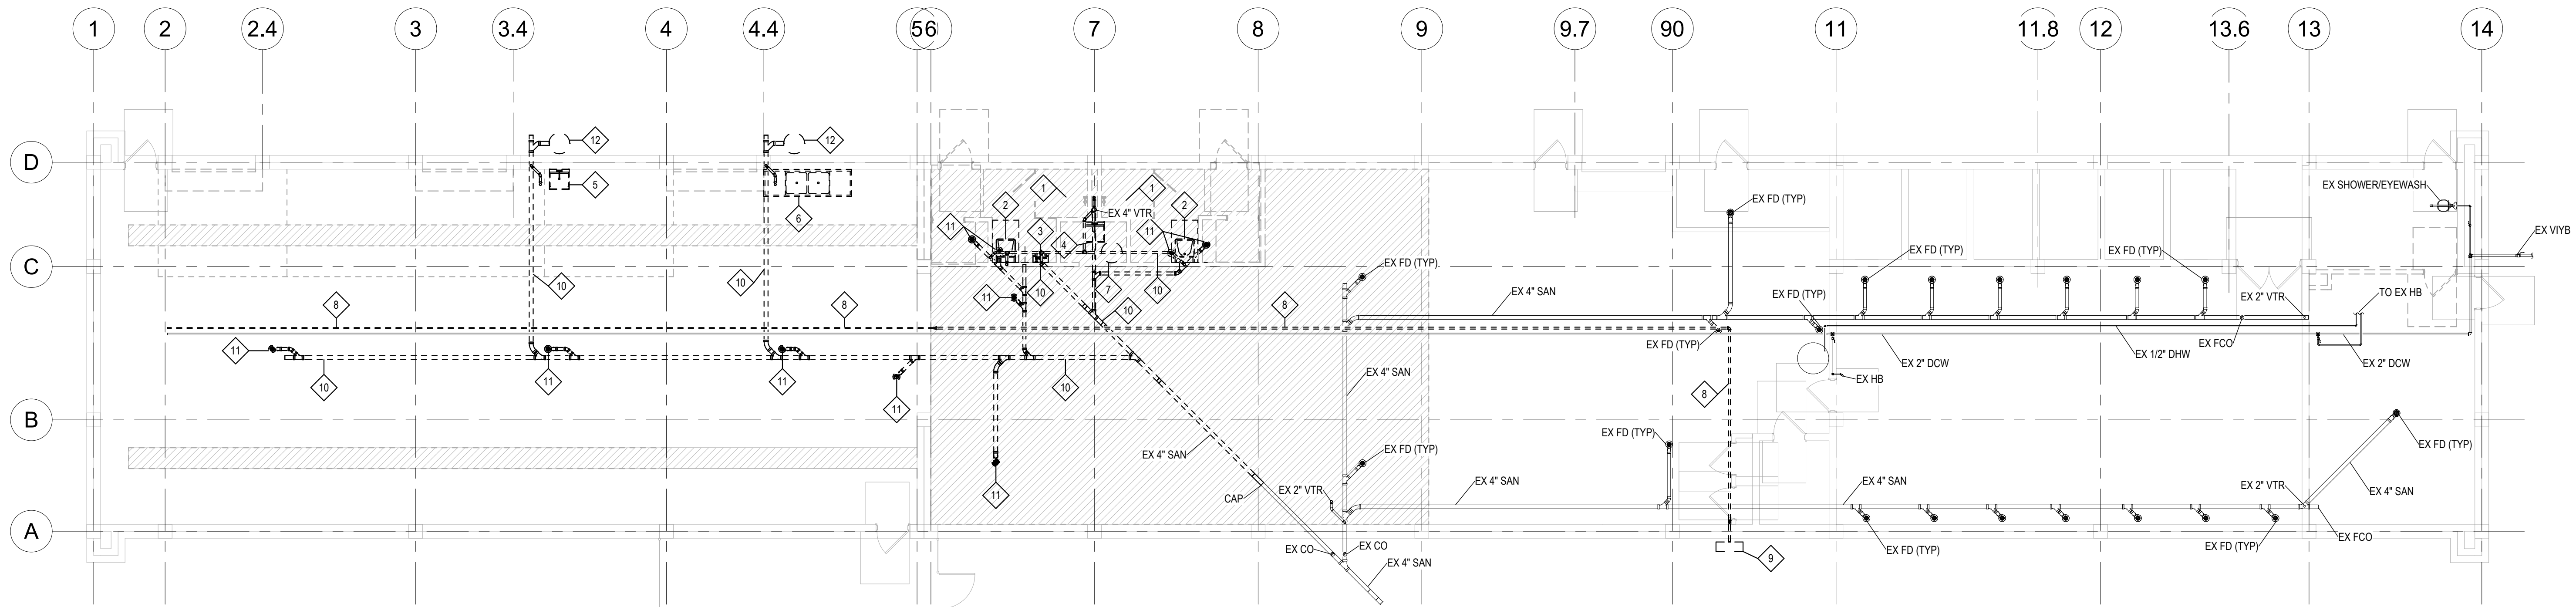 1 2 2.4 3 3.4 4 4.4 5 6 7 8 9 9.7 90 11 11.8 12 13.6 13 14
D
12
12
5
6
EX SHOWER/EYEWASH
1
1
2
2
EX 4" VTR
EX FD (TYP)
11
3
4
11
EX VIYB
C
EX FD (TYP)
EX FD (TYP)
EX FD (TYP)
10
10
10
7
10
11
EX 4" SAN
EX FD (TYP)
EX 2" VTR
TO EX HB
8
8
8
10
EX FD (TYP)
EX FCO
11
EX 1/2" DHW
EX 2" DCW
EX 2" DCW
10
11
11
10
EX 4" SAN
EX HB
8
11
B
EX FD (TYP)
EX FD (TYP)
EX 4" SAN
EX FD (TYP)
11
CAP
EX 2" VTR
EX 4" SAN
EX 4" SAN
EX 2" VTR
EX 4" SAN
A
EX CO
EX CO
EX FD (TYP)
EX FD (TYP)
EX FCO
9
EX 4" SAN